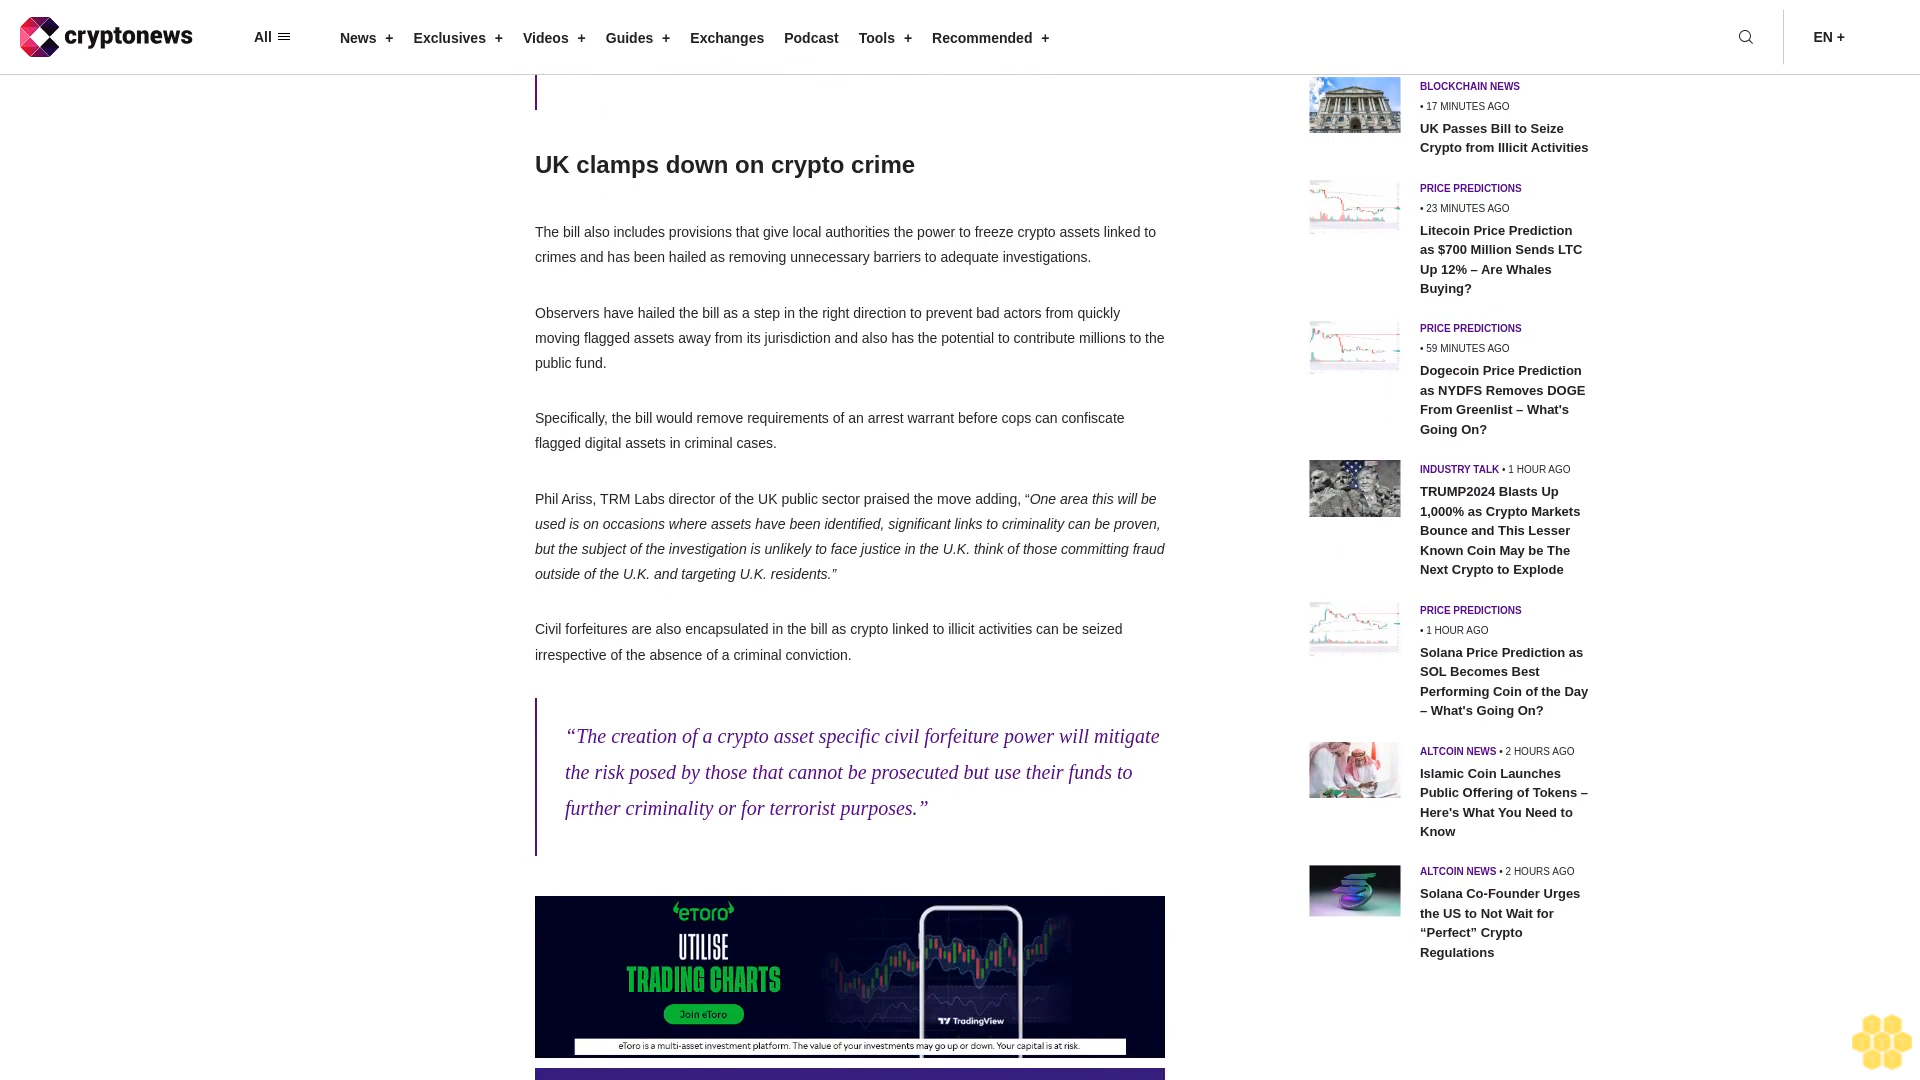 cryptonews
All
News +
Exclusives +
Videos +
Guides +
Exchanges
Podcast
Tools +
Recommended +
EN +
UK clamps down on crypto crime
The bill also includes provisions that give local authorities the power to freeze crypto assets linked to
crimes and has been hailed as removing unnecessary barriers to adequate investigations.
Observers have hailed the bill as a step in the right direction to prevent bad actors from quickly
moving flagged assets away from its jurisdiction and also has the potential to contribute millions to the
public fund.
Specifically, the bill would remove requirements of an arrest warrant before cops can confiscate
flagged digital assets in criminal cases.
Phil Ariss, TRM Labs director of the UK public sector praised the move adding, “One area this will be
used is on occasions where assets have been identified, significant links to criminality can be proven,
but the subject of the investigation is unlikely to face justice in the U.K. think of those committing fraud
outside of the U.K. and targeting U.K. residents.”
Civil forfeitures are also encapsulated in the bill as crypto linked to illicit activities can be seized
irrespective of the absence of a criminal conviction.
“The creation of a crypto asset specific civil forfeiture power will mitigate
the risk posed by those that cannot be prosecuted but use their funds to
further criminality or for terrorist purposes.”
eToro
UTILISE
TRADING CHARTS
Join eToro
TradingView
eToro is a multi-asset investment platform. The value of your investments may go up or down. Your capital is at risk.
BLOCKCHAIN NEWS
• 17 MINUTES AGO
UK Passes Bill to Seize
Crypto from Illicit Activities
PRICE PREDICTIONS
• 23 MINUTES AGO
Litecoin Price Prediction
as $700 Million Sends LTC
Up 12% – Are Whales
Buying?
PRICE PREDICTIONS
• 59 MINUTES AGO
Dogecoin Price Prediction
as NYDFS Removes DOGE
From Greenlist – What's
Going On?
INDUSTRY TALK • 1 HOUR AGO
TRUMP2024 Blasts Up
1,000% as Crypto Markets
Bounce and This Lesser
Known Coin May be The
Next Crypto to Explode
PRICE PREDICTIONS
• 1 HOUR AGO
Solana Price Prediction as
SOL Becomes Best
Performing Coin of the Day
– What's Going On?
ALTCOIN NEWS • 2 HOURS AGO
Islamic Coin Launches
Public Offering of Tokens –
Here's What You Need to
Know
ALTCOIN NEWS • 2 HOURS AGO
Solana Co-Founder Urges
the US to Not Wait for
“Perfect” Crypto
Regulations